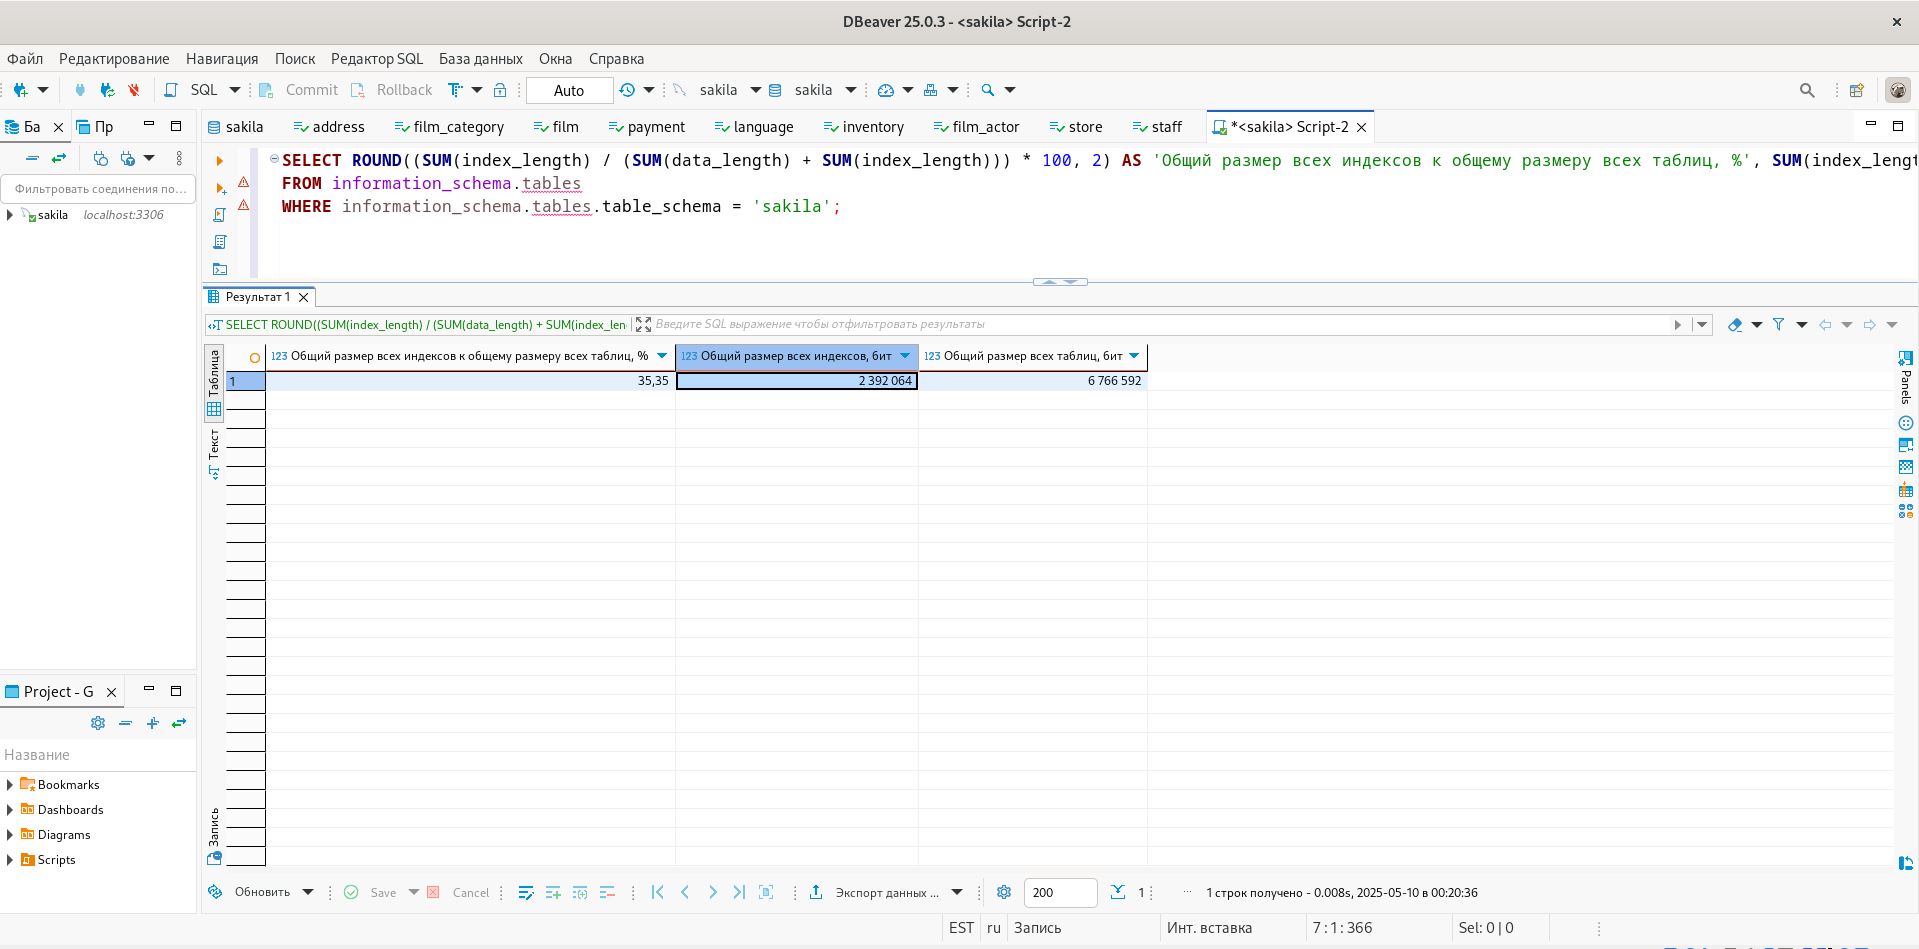 DBeaver 25.0.3 - <sakila> Script-2
Файл Редактирование Навигация Поиск Редактор SQL База данных Окна Справка
SQL Commit Rollback Auto sakila sakila
Ба Пр
sakila address film_category film payment language inventory film_actor store staff *<sakila> Script-2
Фильтровать соединения по...
sakila localhost:3306
SELECT ROUND((SUM(index_length) / (SUM(data_length) + SUM(index_length))) * 100, 2) AS 'Общий размер всех индексов к общему размеру всех таблиц, %', SUM(index_lengt
FROM information_schema.tables
WHERE information_schema.tables.table_schema = 'sakila';
Результат 1
SELECT ROUND((SUM(index_length) / (SUM(data_length) + SUM(index_len Введите SQL выражение чтобы отфильтровать результаты
Таблица
Текст
Запись
123 Общий размер всех индексов к общему размеру всех таблиц, % 123 Общий размер всех индексов, бит 123 Общий размер всех таблиц, бит
1 35,35 2 392 064 6 766 592
Panels
Project - G
Название
Bookmarks
Dashboards
Diagrams
Scripts
Обновить Save Cancel Экспорт данных ... 200 1 ... 1 строк получено - 0.008s, 2025-05-10 в 00:20:36
EST ru Запись Инт. вставка 7 : 1 : 366 Sel: 0 | 0